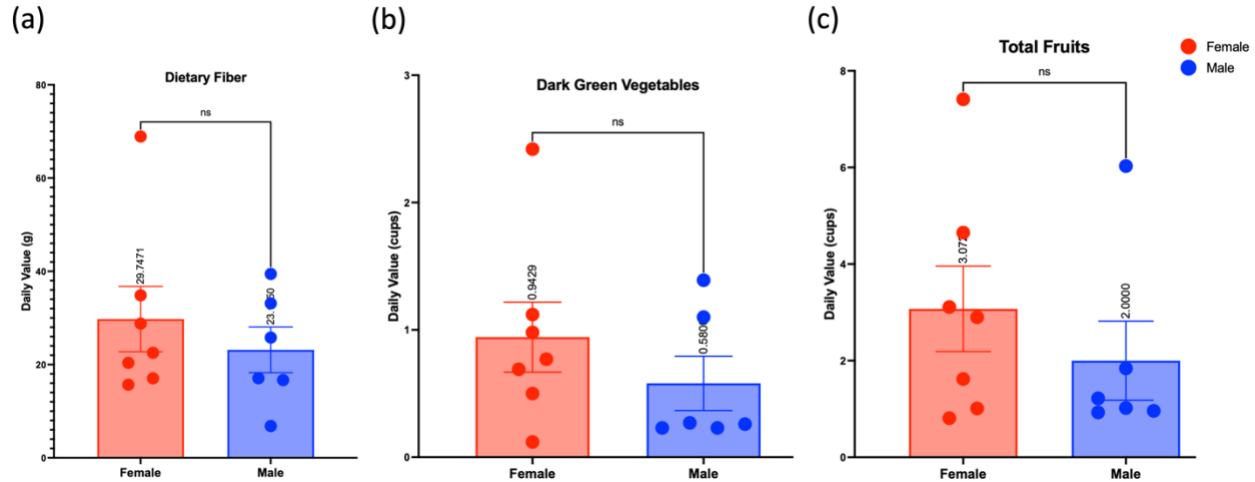 (a)
Dietary Fiber
80
60
40
20
0
Daily Value (g)
ns
29.7471
Female
Male
(b)
Dark Green Vegetables
3
2
1
0
Daily Value (cups)
ns
0.9429
Female
Male
(c)
Total Fruits
8
6
4
2
0
Daily Value (cups)
ns
2.0000
Female
Male
Female
Male